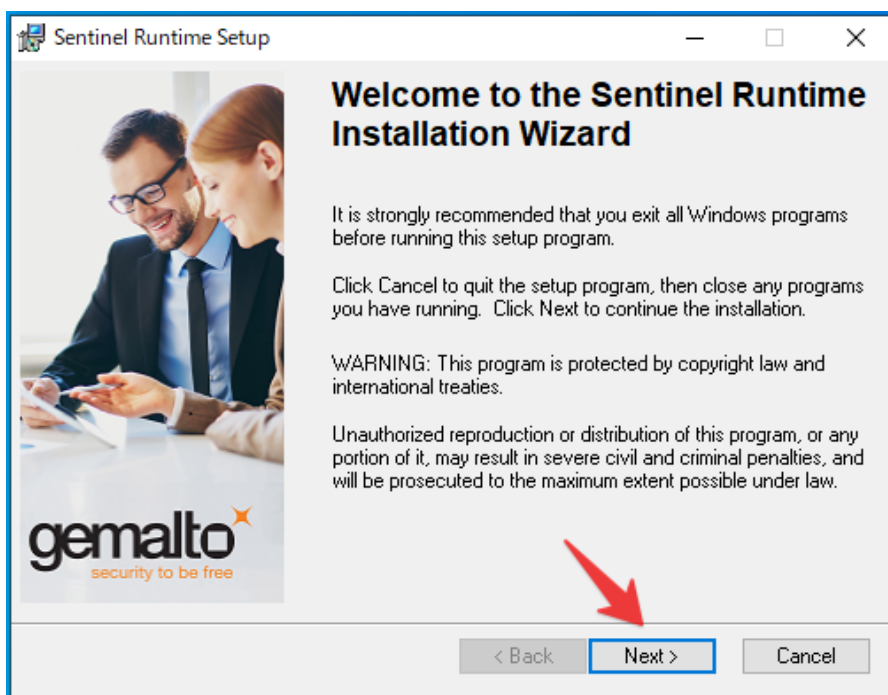 Sentinel Runtime Setup
Welcome to the Sentinel Runtime
Installation Wizard
It is strongly recommended that you exit all Windows programs
before running this setup program.
Click Cancel to quit the setup program, then close any programs
you have running.  Click Next to continue the installation.
WARNING: This program is protected by copyright law and
international treaties.
Unauthorized reproduction or distribution of this program, or any
portion of it, may result in severe civil and criminal penalties, and
will be prosecuted to the maximum extent possible under law.
gemalto
security to be free
< Back
Next >
Cancel